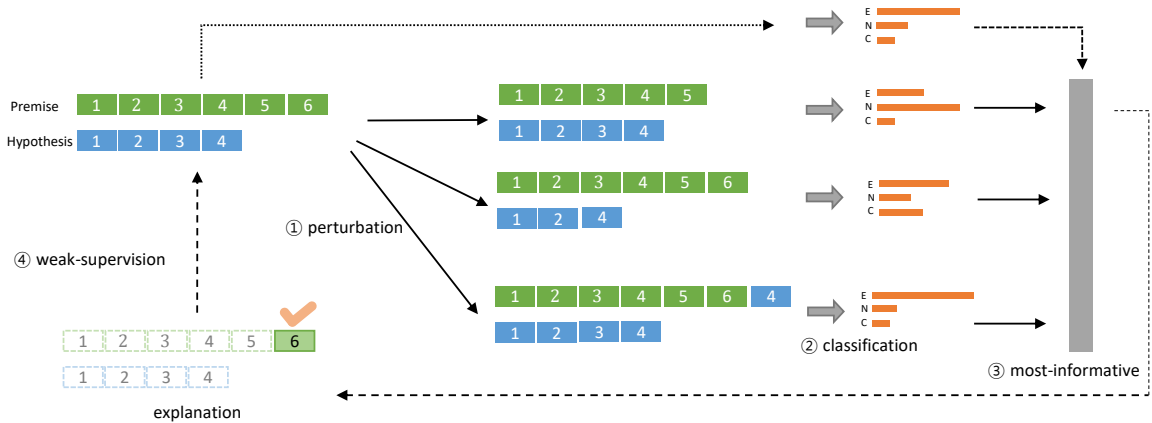 E
N
C
Premise 1 2 3 4 5 6
Hypothesis 1 2 3 4
1 2 3 4 5
1 2 3 4
E
N
C
1 2 3 4 5 6
1 2 4
E
N
C
① perturbation
④ weak-supervision
1 2 3 4 5 6 4
1 2 3 4
E
N
C
② classification
③ most-informative
1 2 3 4 5 6
1 2 3 4
explanation